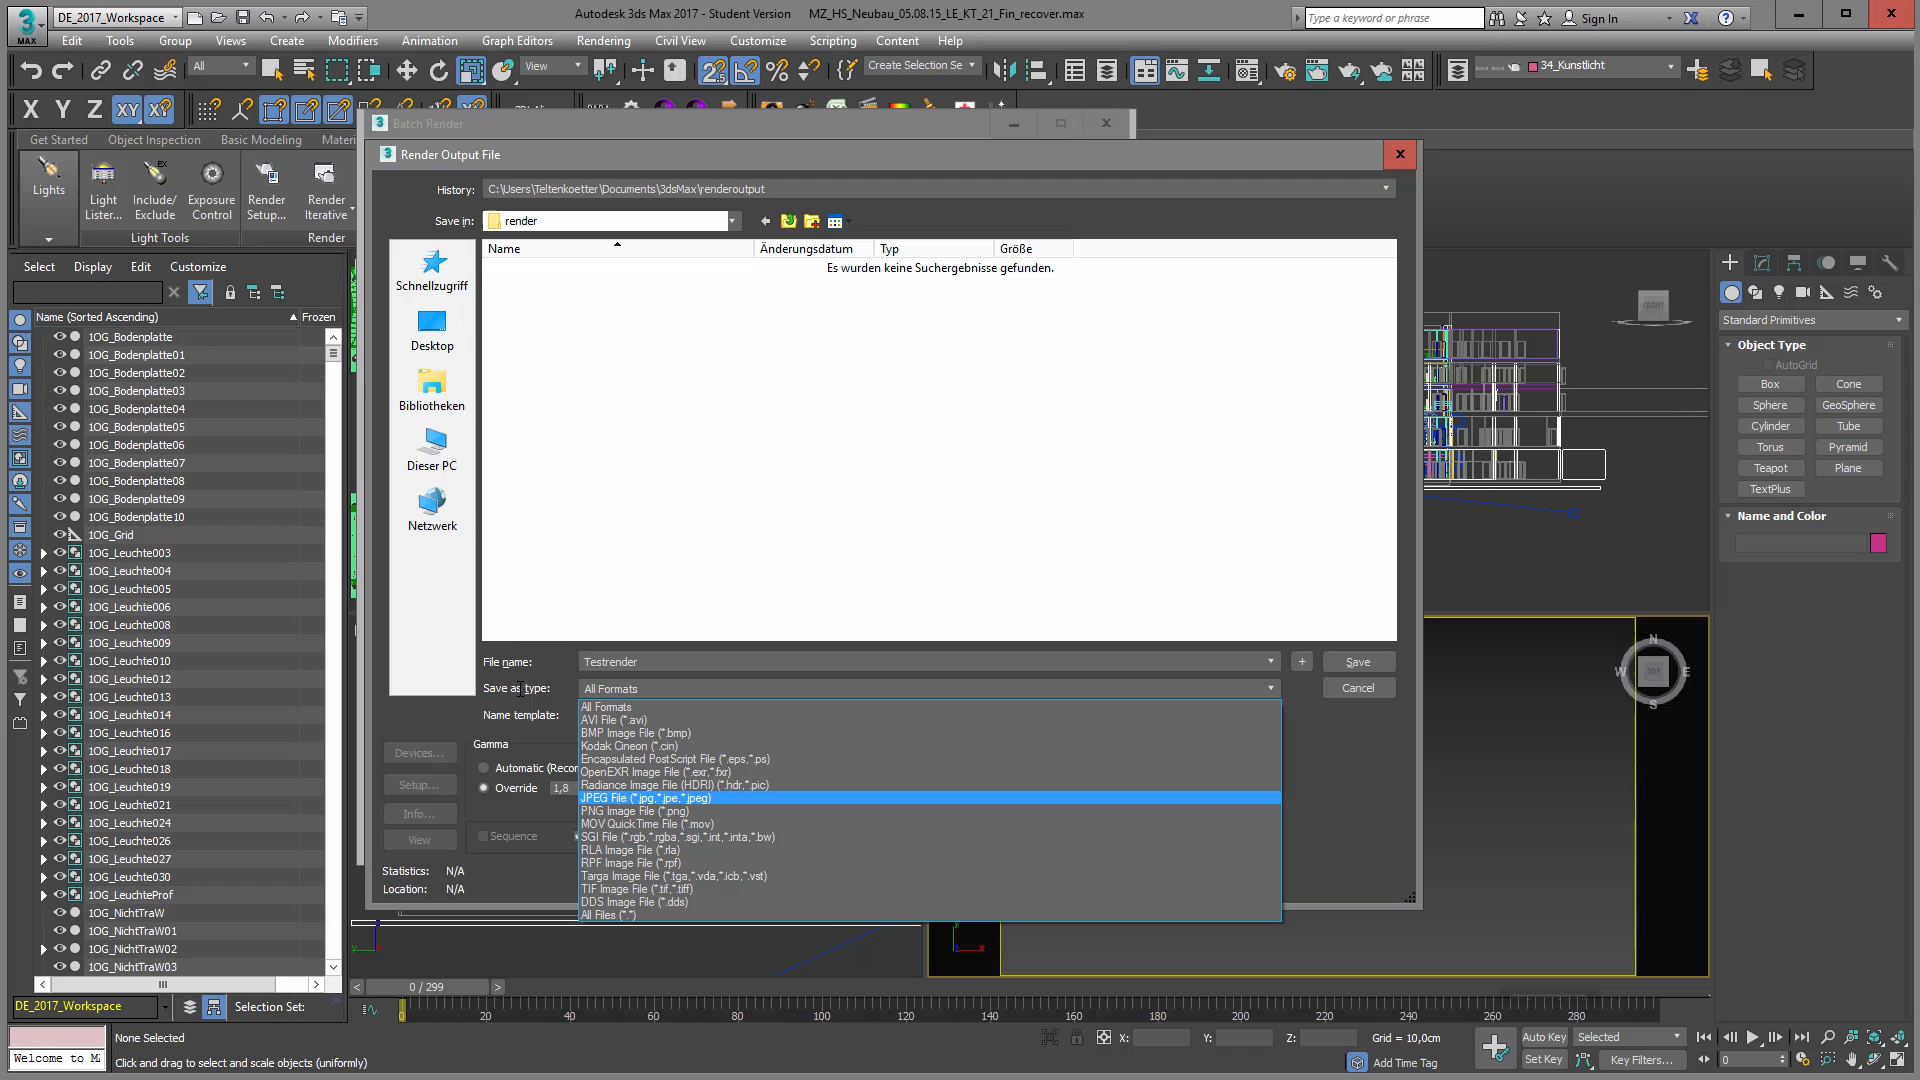 DE_2017_Workspace
Autodesk 3ds Max 2017 - Student Version MZ_HS_Neubau_05.08.15_LE_KT_21_Fin_recover.max
Type a keyword or phrase
Sign In
MAX
Edit Tools Group Views Create Modifiers Animation Graph Editors Rendering Civil View Customize Scripting Content Help
All
View
Create Selection Se
34_Kunstlicht
X Y Z XY XY
Get Started Object Inspection Basic Modeling Mater
Batch Render
Render Output File
Lights
Light Lister...
Include/ Exclude
Exposure Control
Render Setup...
Render Iterative
Light Tools
Render
History: C:\Users\Teltenkoetter\Documents\3dsMax\renderoutput
Save in: render
Name Änderungsdatum Typ Größe
Es wurden keine Suchergebnisse gefunden.
Schnellzugriff
Desktop
Bibliotheken
Dieser PC
Netzwerk
File name: Testrender
Save
Save as type: All Formats
Cancel
Name template:
All Formats
AVI File (*.avi)
BMP Image File (*.bmp)
Kodak Cineon (*.cin)
Encapsulated PostScript File (*.eps,*.ps)
OpenEXR Image File (*.exr,*.fxr)
Radiance Image File (HDRI) (*.hdr,*.pic)
JPEG File (*.jpg,*.jpe,*.jpeg)
PNG Image File (*.png)
MOV QuickTime File (*.mov)
SGI File (*.rgb,*.rgba,*.sgi,*.int,*.inta,*.bw)
RLA Image File (*.rla)
RPF Image File (*.rpf)
Targa Image File (*.tga,*.vda,*.icb,*.vst)
TIF Image File (*.tif,*.tiff)
DDS Image File (*.dds)
All Files (*.*)
Devices...
Setup...
Info...
View
Gamma
Automatic (Recor
Override 1,8
Sequence
Statistics: N/A
Location: N/A
Select Display Edit Customize
Name (Sorted Ascending) Frozen
1OG_Bodenplatte
1OG_Bodenplatte01
1OG_Bodenplatte02
1OG_Bodenplatte03
1OG_Bodenplatte04
1OG_Bodenplatte05
1OG_Bodenplatte06
1OG_Bodenplatte07
1OG_Bodenplatte08
1OG_Bodenplatte09
1OG_Bodenplatte10
1OG_Grid
1OG_Leuchte003
1OG_Leuchte004
1OG_Leuchte005
1OG_Leuchte006
1OG_Leuchte008
1OG_Leuchte009
1OG_Leuchte010
1OG_Leuchte012
1OG_Leuchte013
1OG_Leuchte014
1OG_Leuchte016
1OG_Leuchte017
1OG_Leuchte018
1OG_Leuchte019
1OG_Leuchte021
1OG_Leuchte024
1OG_Leuchte026
1OG_Leuchte027
1OG_Leuchte030
1OG_LeuchteProf
1OG_NichtTraW
1OG_NichtTraW01
1OG_NichtTraW02
1OG_NichtTraW03
FRONT
Standard Primitives
Object Type
AutoGrid
Box Cone
Sphere GeoSphere
Cylinder Tube
Torus Pyramid
Teapot Plane
TextPlus
Name and Color
N
W TOP E
S
0 / 299
DE_2017_Workspace
Selection Set:
0 20 40 60 80 100 120 140 160 180 200 220 240 260 280
None Selected
Welcome to MA
Click and drag to select and scale objects (uniformly)
X: Y: Z:
Grid = 10,0cm
Add Time Tag
Auto Key Selected
Set Key Key Filters...
0